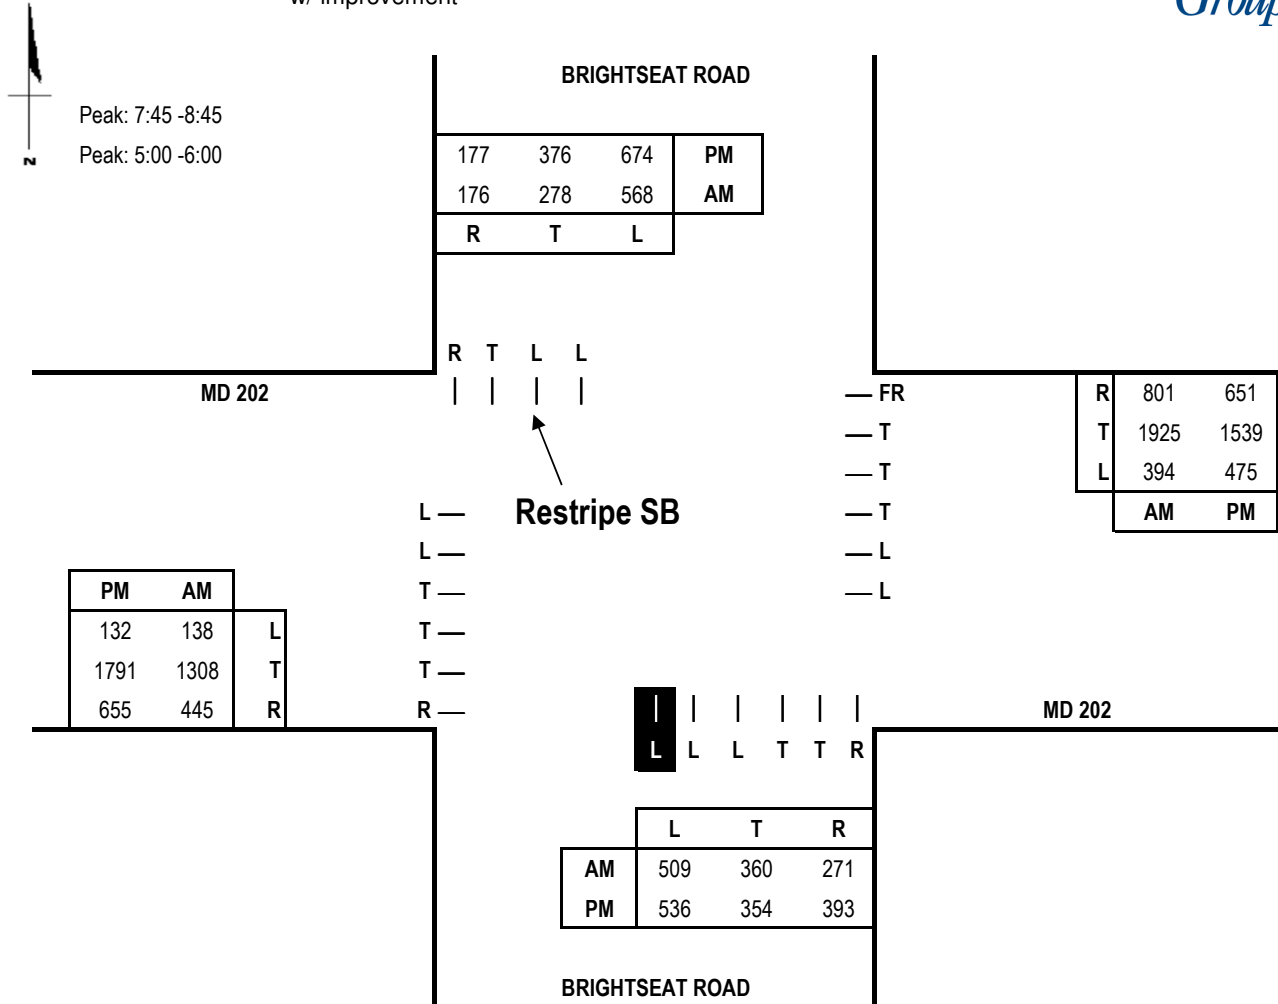 w/ Improvement
Group
BRIGHTSEAT ROAD
Peak: 7:45 -8:45
Peak: 5:00 -6:00
N
177 376 674 PM
176 278 568 AM
R T L
R T L L
MD 202
FR
T
T
T
L
L
R 801 651
T 1925 1539
L 394 475
AM PM
Restripe SB
L
L
T
T
T
R
PM AM
132 138 L
1791 1308 T
655 445 R
MD 202
L L L T T R
L T R
AM 509 360 271
PM 536 354 393
BRIGHTSEAT ROAD